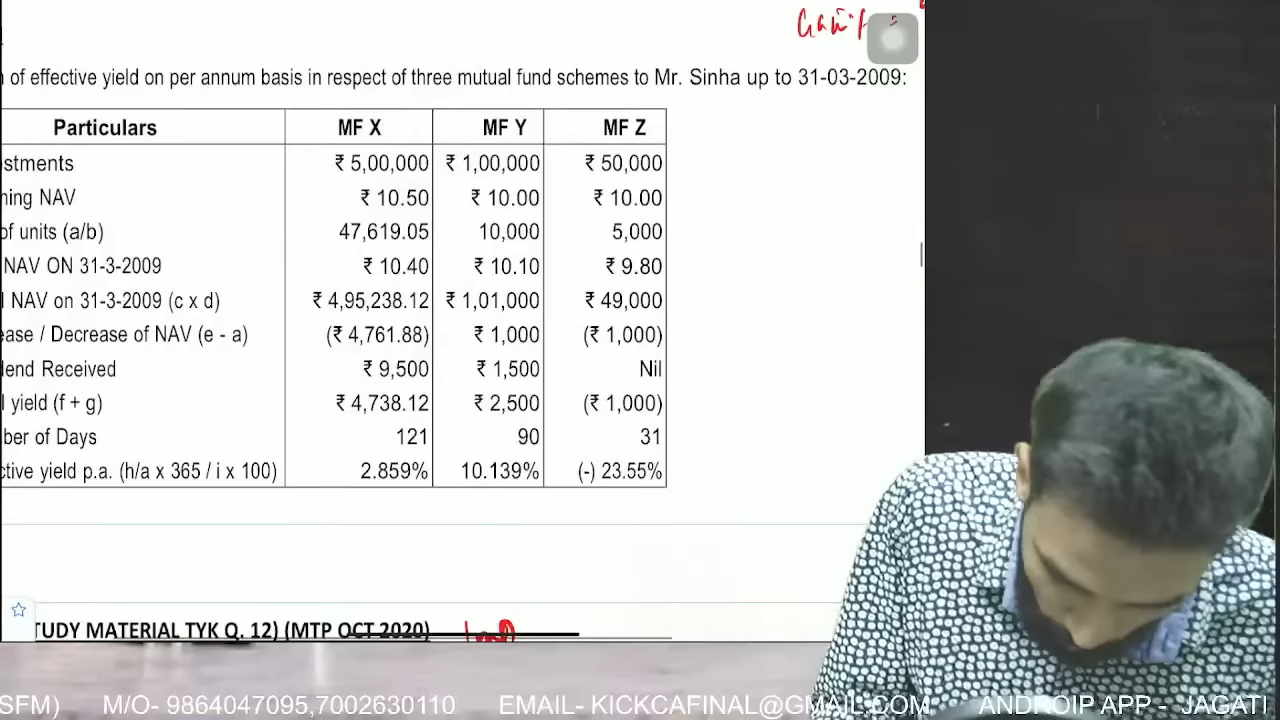 of effective yield on per annum basis in respect of three mutual fund schemes to Mr. Sinha up to 31-03-2009:
Particulars MF X MF Y MF Z
stments ₹ 5,00,000 ₹ 1,00,000 ₹ 50,000
ning NAV ₹ 10.50 ₹ 10.00 ₹ 10.00
of units (a/b) 47,619.05 10,000 5,000
NAV ON 31-3-2009 ₹ 10.40 ₹ 10.10 ₹ 9.80
l NAV on 31-3-2009 (c x d) ₹ 4,95,238.12 ₹ 1,01,000 ₹ 49,000
ease / Decrease of NAV (e - a) (₹ 4,761.88) ₹ 1,000 (₹ 1,000)
lend Received ₹ 9,500 ₹ 1,500 Nil
l yield (f + g) ₹ 4,738.12 ₹ 2,500 (₹ 1,000)
ber of Days 121 90 31
ctive yield p.a. (h/a x 365 / i x 100) 2.859% 10.139% (-) 23.55%
TUDY MATERIAL TYK Q. 12) (MTP OCT 2020)
SFM) M/O- 9864047095,7002630110 EMAIL- KICKCAFINAL@GMAIL.COM ANDROIP APP - JAGATI